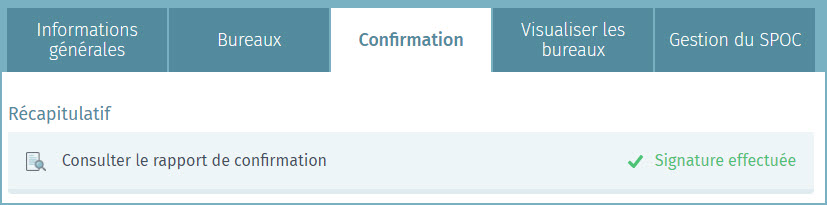 Informations
générales
Bureaux
Confirmation
Visualiser les
bureaux
Gestion du SPOC
Récapitulatif
Consulter le rapport de confirmation
Signature effectuée